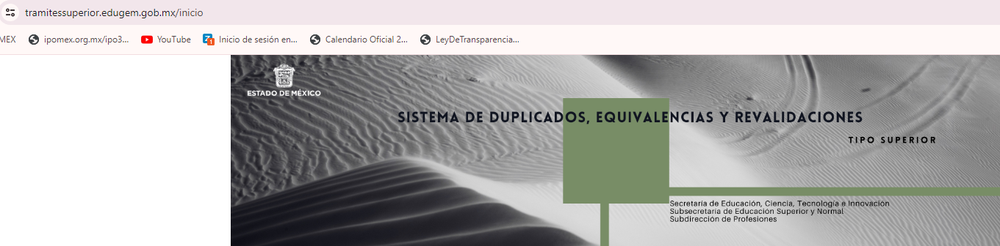 tramitessuperior.edugem.gob.mx/inicio
MEX ipomex.org.mx/ipo3... YouTube Inicio de sesión en... Calendario Oficial 2... LeyDeTransparencia...
ESTADO DE MÉXICO
SISTEMA DE DUPLICADOS, EQUIVALENCIAS Y REVALIDACIONES
TIPO SUPERIOR
Secretaría de Educación, Ciencia, Tecnología e Innovación
Subsecretaría de Educación Superior y Normal
Subdirección de Profesiones